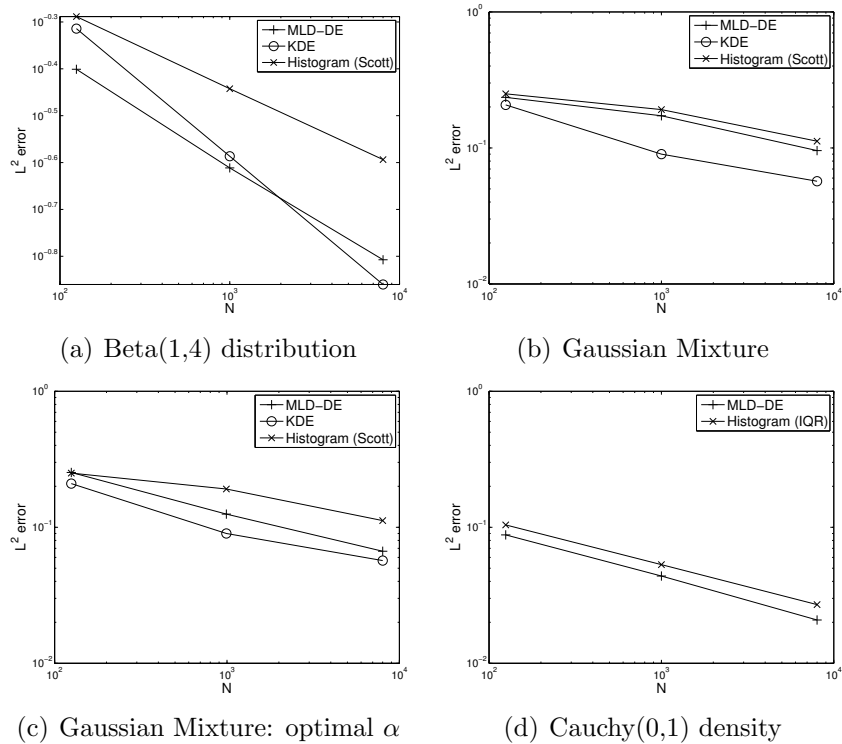 10^−0.3
10^−0.4
10^−0.5
10^−0.6
10^−0.7
10^−0.8
L^2 error
10^2
10^3
10^4
N
MLD−DE
KDE
Histogram (Scott)
(a) Beta(1,4) distribution
10^0
10^−1
10^−2
L^2 error
10^2
10^3
10^4
N
MLD−DE
KDE
Histogram (Scott)
(b) Gaussian Mixture
10^0
10^−1
10^−2
L^2 error
10^2
10^3
10^4
N
MLD−DE
KDE
Histogram (Scott)
(c) Gaussian Mixture: optimal α
10^0
10^−1
10^−2
L^2 error
10^2
10^3
10^4
N
MLD−DE
Histogram (IQR)
(d) Cauchy(0,1) density